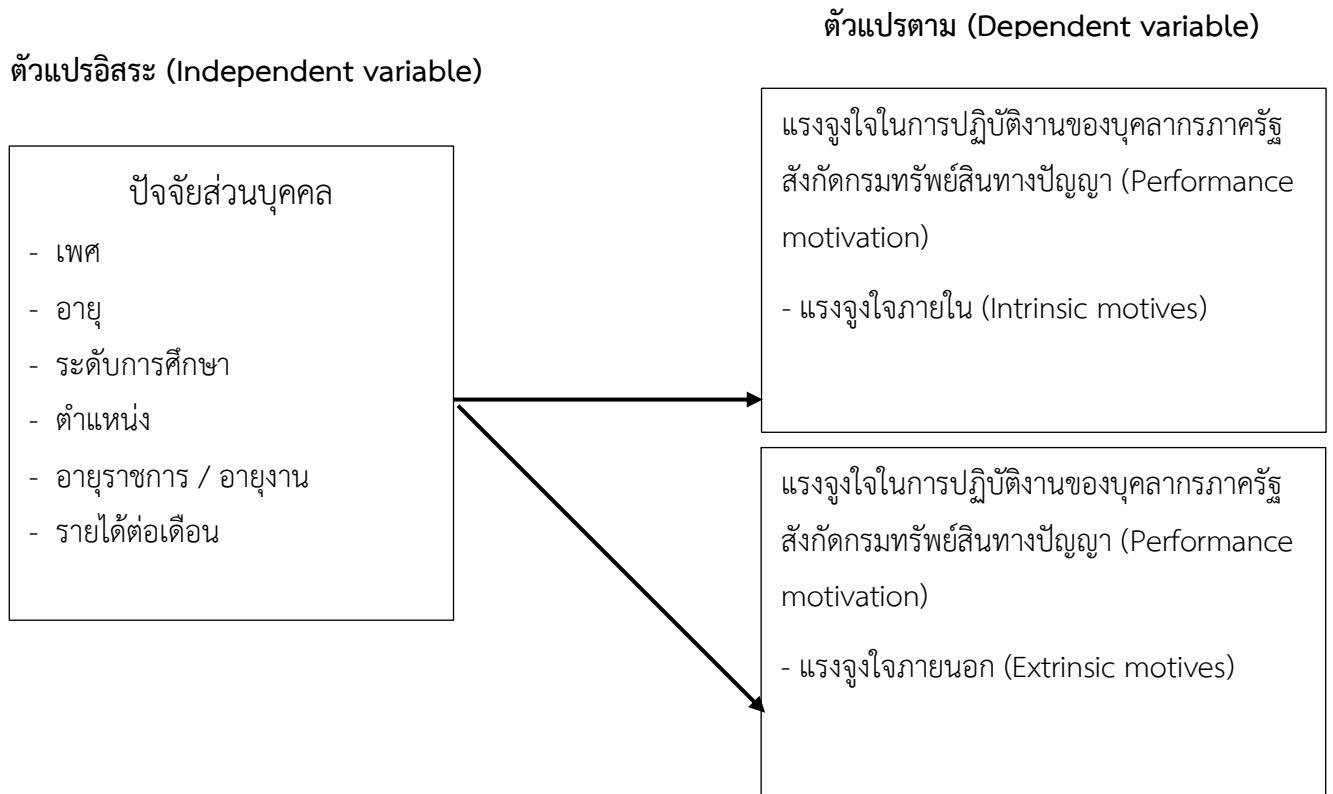 ตัวแปรตาม (Dependent variable)
ตัวแปรอิสระ (Independent variable)
ปัจจัยส่วนบุคคล
- เพศ
- อายุ
- ระดับการศึกษา
- ตำแหน่ง
- อายุราชการ / อายุงาน
- รายได้ต่อเดือน
แรงจูงใจในการปฏิบัติงานของบุคลากรภาครัฐ
สังกัดกรมทรัพย์สินทางปัญญา (Performance
motivation)
- แรงจูงใจภายใน (Intrinsic motives)
แรงจูงใจในการปฏิบัติงานของบุคลากรภาครัฐ
สังกัดกรมทรัพย์สินทางปัญญา (Performance
motivation)
- แรงจูงใจภายนอก (Extrinsic motives)